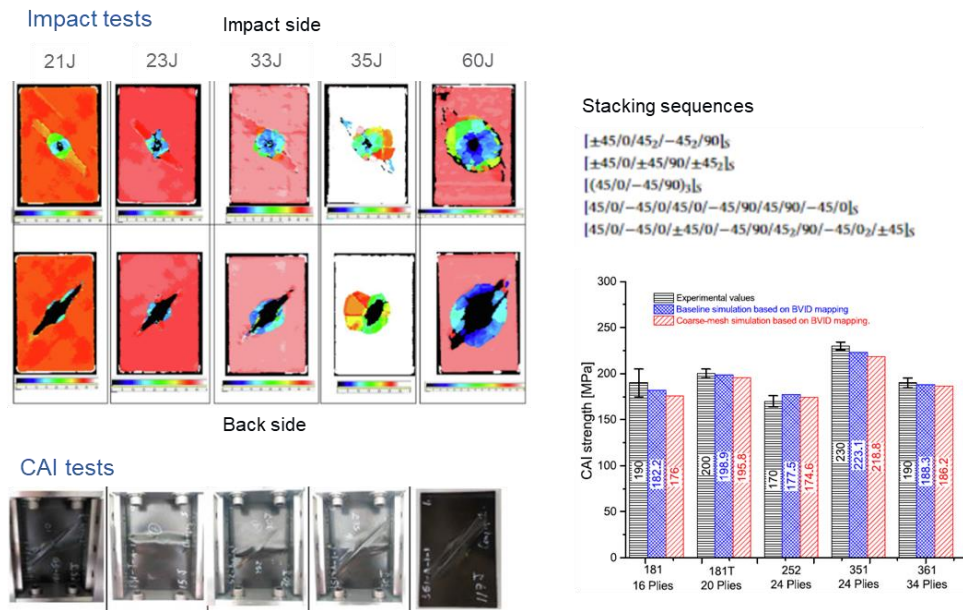 Impact tests
Impact side
21J 23J 33J 35J 60J
Back side
CAI tests
Stacking sequences
[±45/0/45₂/−45₂/90]S
[±45/0/±45/90/±45₂]S
[(45/0/−45/90)₃]S
[45/0/−45/0/45/0/−45/90/45/90/−45/0]S
[45/0/−45/0/±45/0/−45/90/45₂/90/−45/0₂/±45]S
Experimental values
Baseline simulation based on BVID mapping
Coarse-mesh simulation based on BVID mapping.
CAI strength [MPa]
300
250
200
150
100
50
0
190 182.2 176
200 198.9 195.8
170 177.5 174.6
230 223.1 218.8
190 188.3 186.2
181 181T 252 351 361
16 Plies 20 Plies 24 Plies 24 Plies 34 Plies
117J